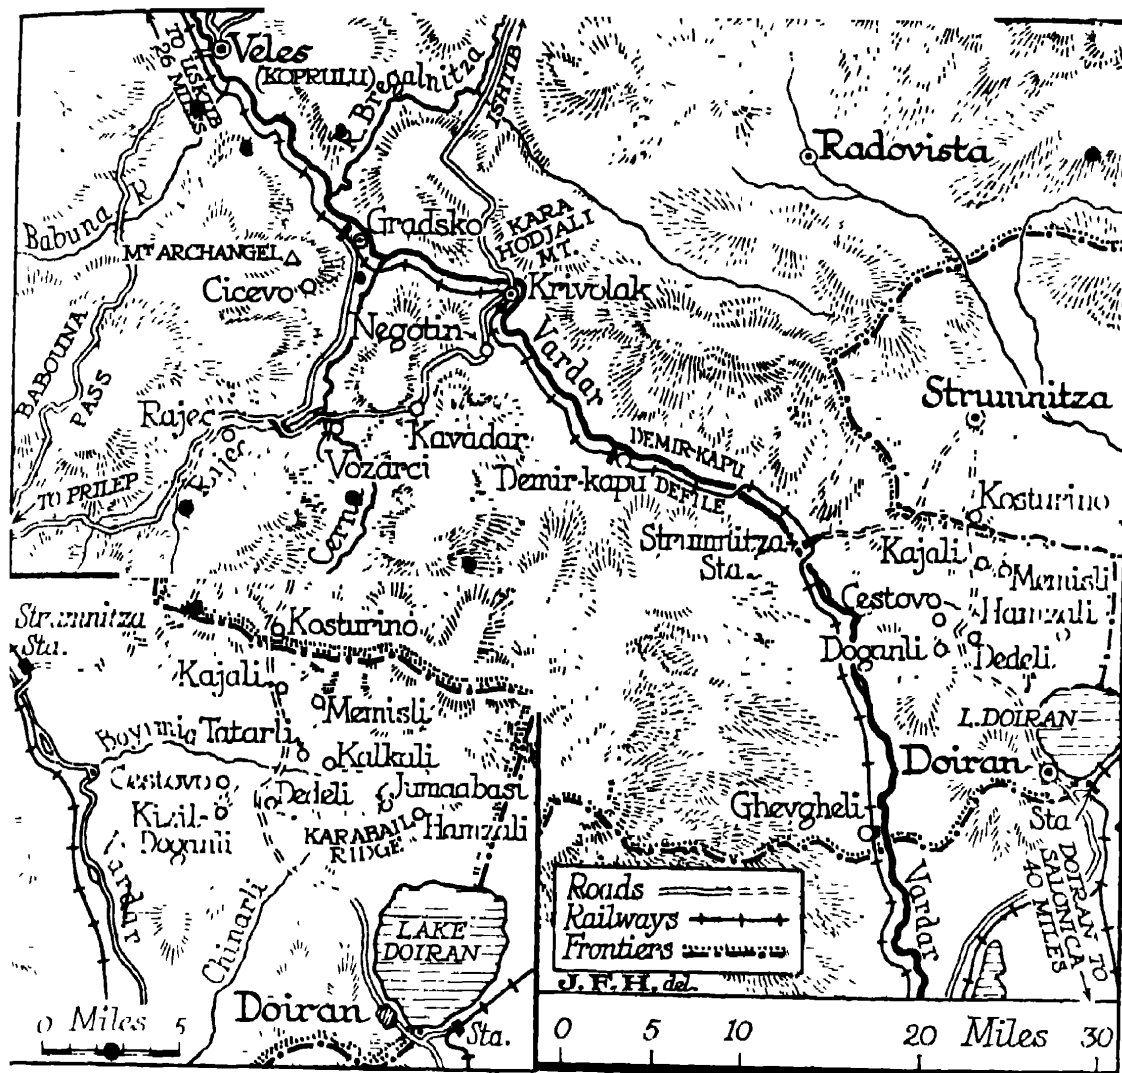 Veles
(KOPRULU)
TO USKUB
26 MILES
R. Bregalnitza
ISHTIB
Radovista
Babuna R
Gradsko
KARA
HODJALI
MT.
MT ARCHANGEL
Cicevo
Krivolak
Negotin
Vardar
BABOUNA
PASS
Strumnitza
Rajec
Kavadar
DEMIR-KAPU
Vozarci
Demir-kapu
DEFILE
Rajec
TO PRILEP
Cerna
Kosturino
Strumnitza
Sta.
Kajali
Memisli
Cestovo
Hamzali
Doganli
Dedeli
L. DOIRAN
Doiran
Ghevgheli
Sta
DOIRAN TO
SALONICA
40 MILES
Vardar
Strumnitza
Sta.
Kosturino
Kajali
Memisli
Boymia
Tatarli
Kalkuli
Cestovo
Dedeli
Jumaabasi
Kizil-
Doganli
Hamzali
KARABAIL
RIDGE
Vardar
Chinarli
LAKE
DOIRAN
Doiran
Sta.
0 Miles 5
Roads
Railways
Frontiers
J. F. H. del.
0 5 10 20 Miles 30